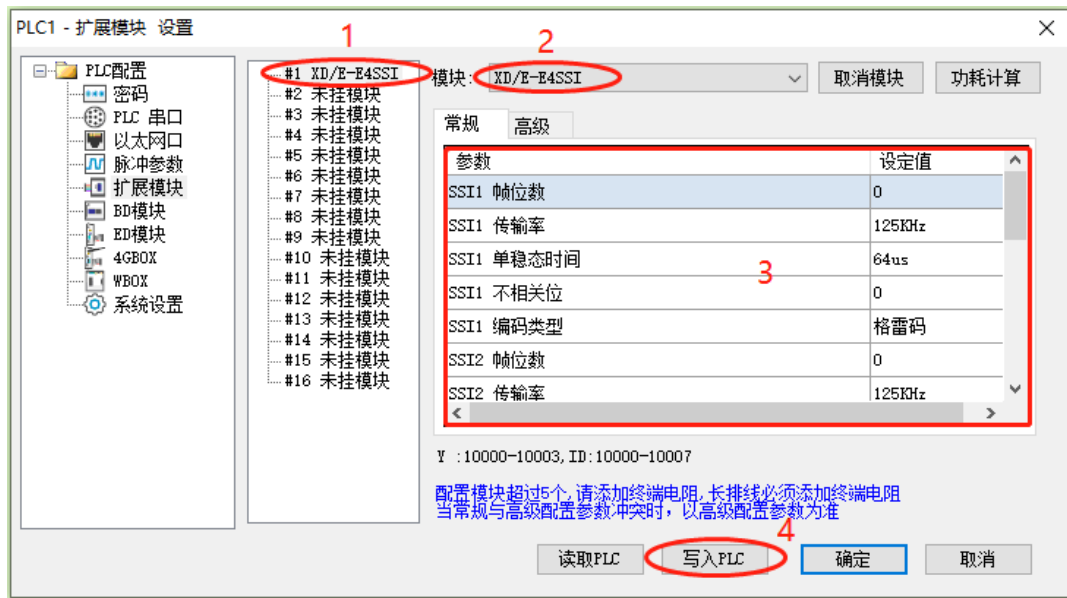 PLC1 - 扩展模块 设置
1
2
PLC配置
密码
PLC 串口
以太网口
脉冲参数
扩展模块
BD模块
ED模块
4GBOX
WBOX
系统设置
#1 XD/E-E4SSI
#2 未挂模块
#3 未挂模块
#4 未挂模块
#5 未挂模块
#6 未挂模块
#7 未挂模块
#8 未挂模块
#9 未挂模块
#10 未挂模块
#11 未挂模块
#12 未挂模块
#13 未挂模块
#14 未挂模块
#15 未挂模块
#16 未挂模块
模块: XD/E-E4SSI 取消模块 功耗计算
常规 高级
参数 设定值
SSI1 帧位数 0
SSI1 传输率 125KHz
SSI1 单稳态时间 64us
3
SSI1 不相关位 0
SSI1 编码类型 格雷码
SSI2 帧位数 0
SSI2 传输率 125KHz
Y :10000-10003,ID:10000-10007
配置模块超过5个,请添加终端电阻,长排线必须添加终端电阻
当常规与高级配置参数冲突时，以高级配置参数为准
4
读取PLC 写入PLC 确定 取消